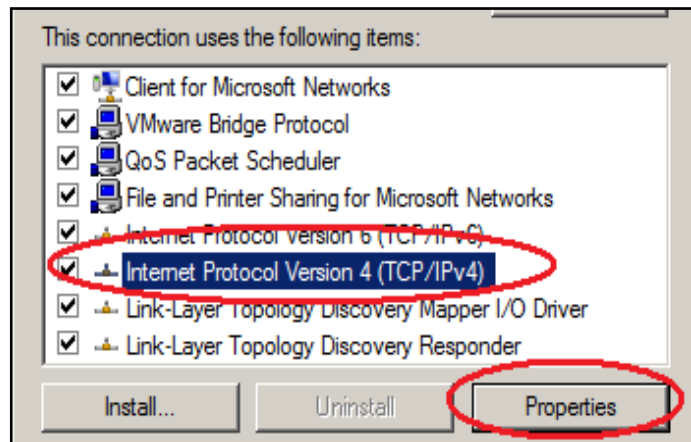 This connection uses the following items:
Client for Microsoft Networks
VMware Bridge Protocol
QoS Packet Scheduler
File and Printer Sharing for Microsoft Networks
Internet Protocol Version 6 (TCP/IPv6)
Internet Protocol Version 4 (TCP/IPv4)
Link-Layer Topology Discovery Mapper I/O Driver
Link-Layer Topology Discovery Responder
Install... Uninstall Properties